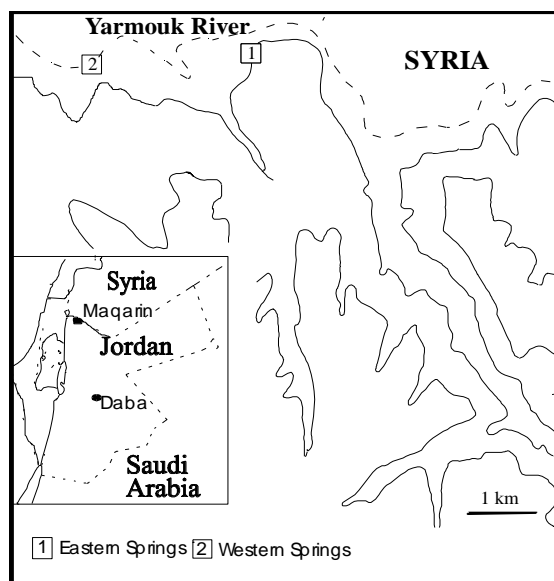 Yarmouk River
1
2
SYRIA
Syria
Maqarin
Jordan
Daba
Saudi
Arabia
1 km
1 Eastern Springs 2 Western Springs